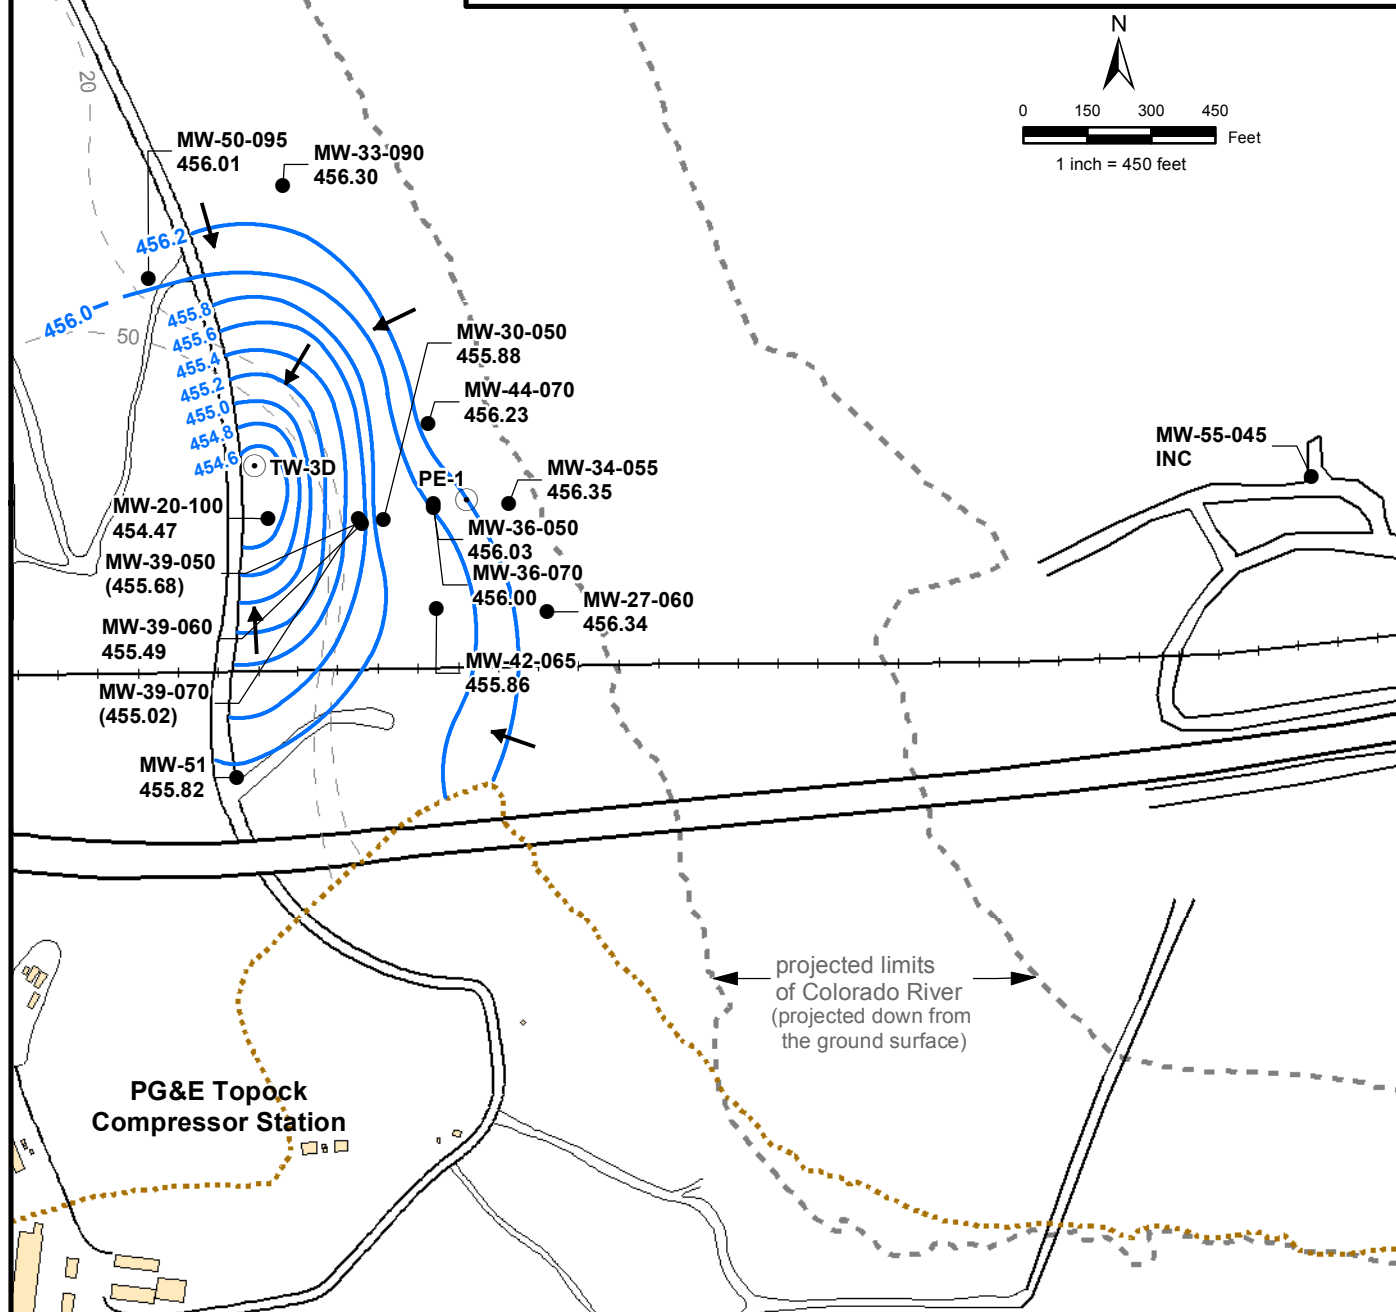 N
0 150 300 450
Feet
1 inch = 450 feet
20
MW-50-095
456.01
MW-33-090
456.30
456.2
456.0
455.8
50
455.6
455.4
455.2
455.0
454.8
454.6
MW-30-050
455.88
MW-44-070
456.23
TW-3D
PE-1
MW-34-055
456.35
MW-55-045
INC
MW-20-100
454.47
MW-36-050
456.03
MW-39-050
(455.68)
MW-36-070
456.00
MW-27-060
456.34
MW-39-060
455.49
MW-42-065
455.86
MW-39-070
(455.02)
MW-51
455.82
projected limits
of Colorado River
(projected down from
the ground surface)
PG&E Topock
Compressor Station